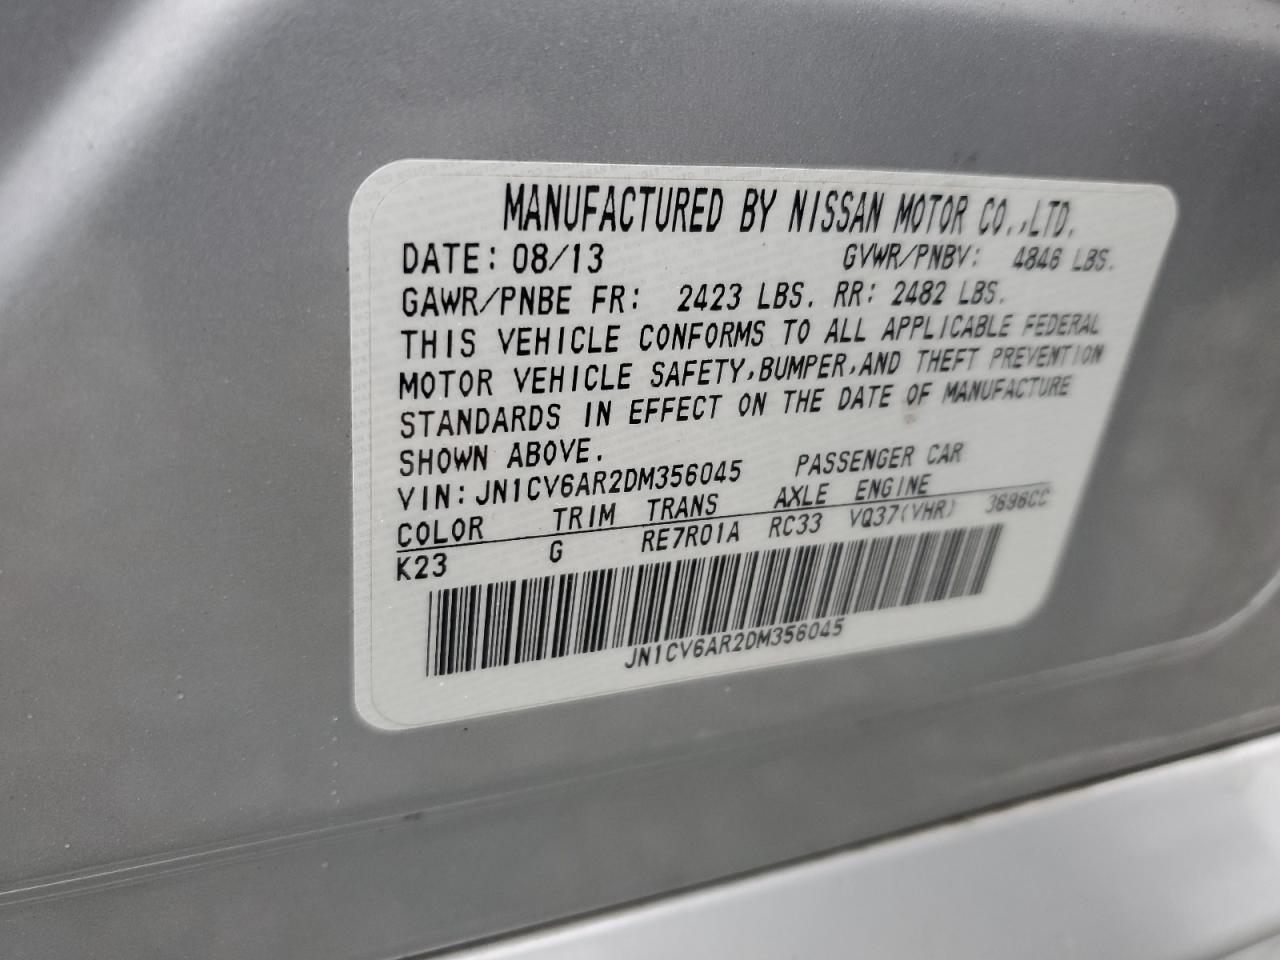 MANUFACTURED BY NISSAN MOTOR CO.,LTD.
DATE: 08/13 GVWR/PNBV: 4846 LBS.
GAWR/PNBE FR: 2423 LBS. RR: 2482 LBS.
THIS VEHICLE CONFORMS TO ALL APPLICABLE FEDERAL
MOTOR VEHICLE SAFETY,BUMPER,AND THEFT PREVENTION
STANDARDS IN EFFECT ON THE DATE OF MANUFACTURE
SHOWN ABOVE.
VIN: JN1CV6AR2DM356045 PASSENGER CAR
COLOR TRIM TRANS AXLE ENGINE
K23 G RE7R01A RC33 VQ37(VHR) 3696CC
JN1CV6AR2DM356045